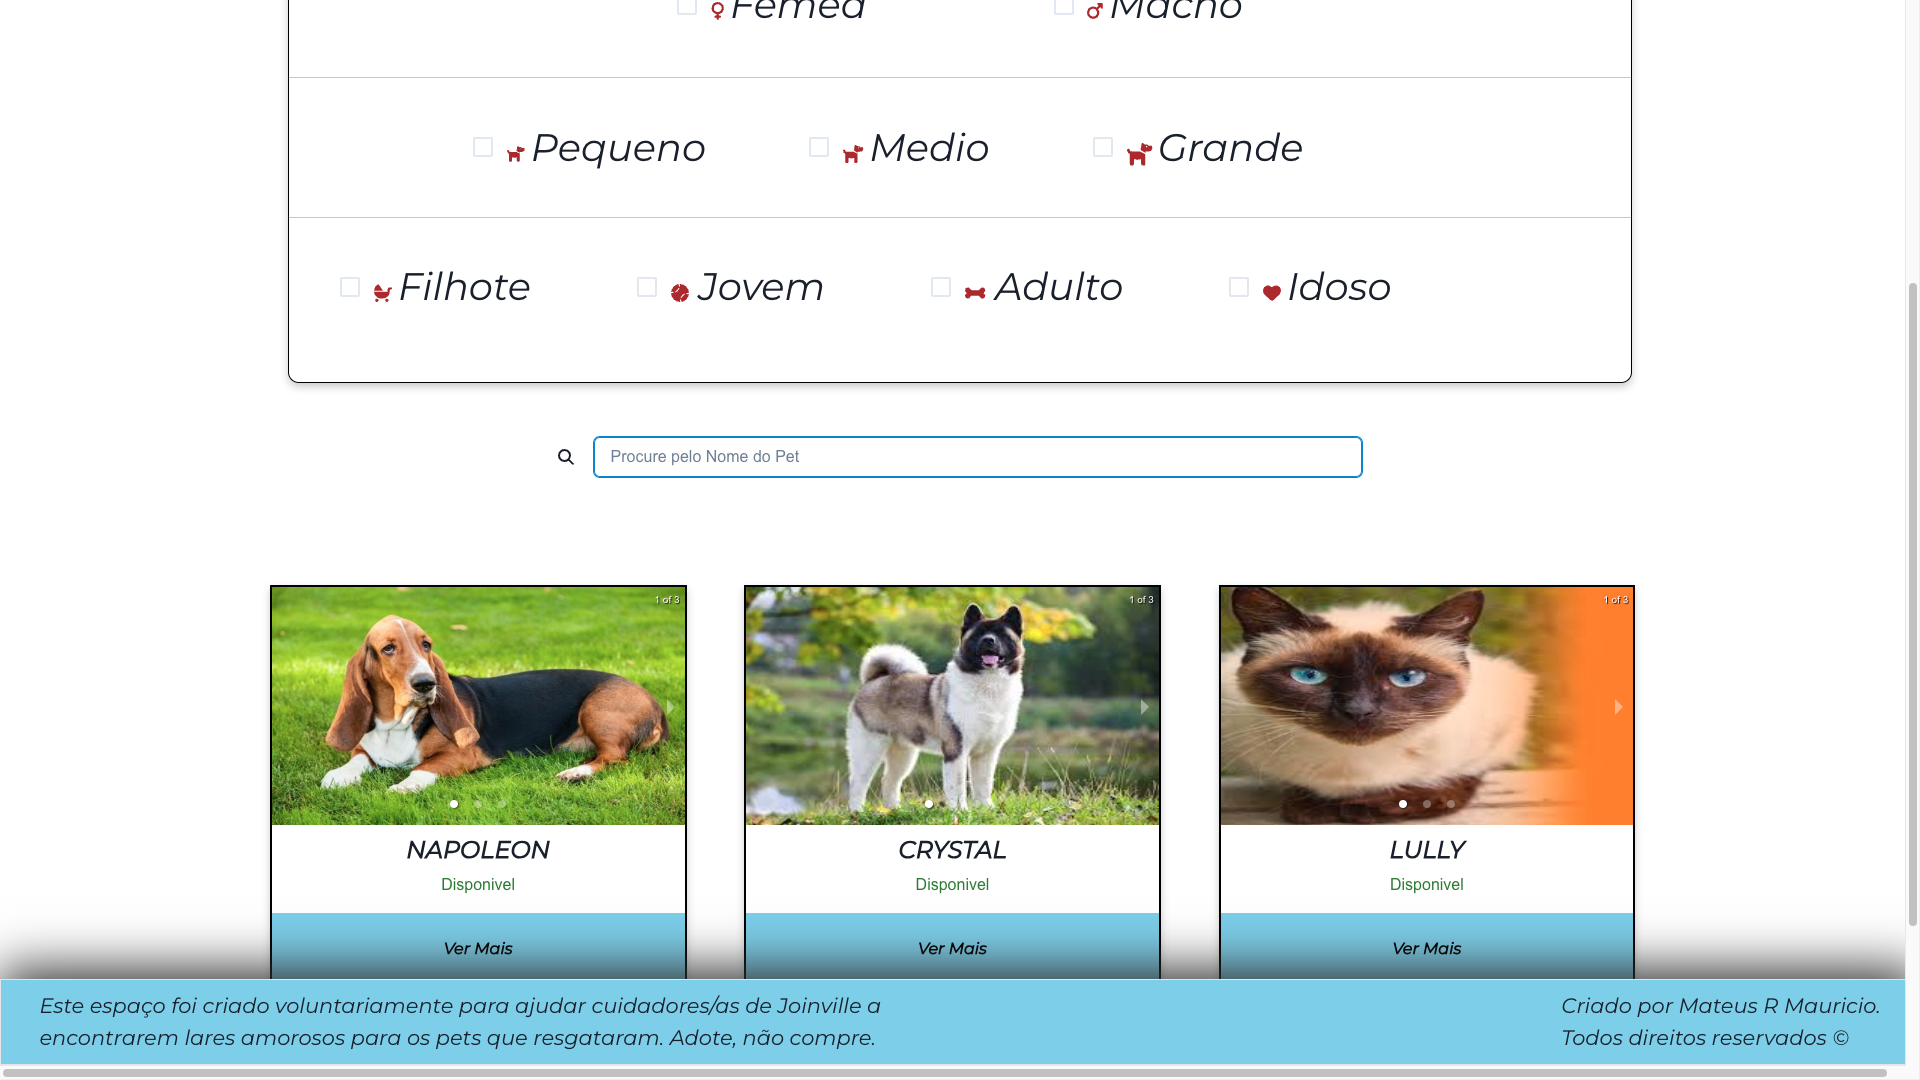 Femea Macho
Pequeno Medio Grande
Filhote Jovem Adulto Idoso
Procure pelo Nome do Pet
1 of 3 1 of 3 1 of 3
NAPOLEON CRYSTAL LULLY
Disponivel Disponivel Disponivel
Ver Mais Ver Mais Ver Mais
Este espaço foi criado voluntariamente para ajudar cuidadores/as de Joinville a
encontrarem lares amorosos para os pets que resgataram. Adote, não compre.
Criado por Mateus R Mauricio.
Todos direitos reservados ©